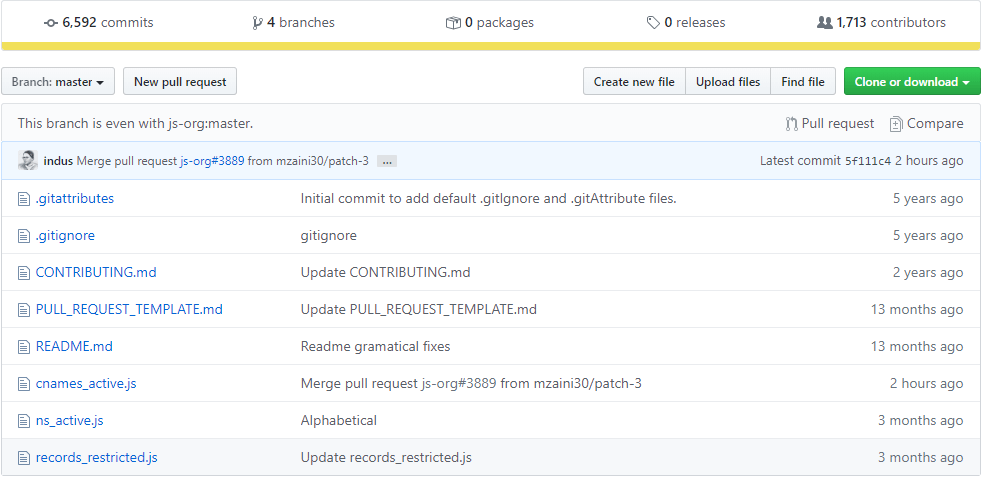 6,592 commits 4 branches 0 packages 0 releases 1,713 contributors
Branch: master New pull request Create new file Upload files Find file Clone or download
This branch is even with js-org:master. Pull request Compare
indus Merge pull request js-org#3889 from mzaini30/patch-3 ... Latest commit 5f111c4 2 hours ago
.gitattributes Initial commit to add default .gitIgnore and .gitAttribute files. 5 years ago
.gitignore gitignore 5 years ago
CONTRIBUTING.md Update CONTRIBUTING.md 2 years ago
PULL_REQUEST_TEMPLATE.md Update PULL_REQUEST_TEMPLATE.md 13 months ago
README.md Readme gramatical fixes 13 months ago
cnames_active.js Merge pull request js-org#3889 from mzaini30/patch-3 2 hours ago
ns_active.js Alphabetical 3 months ago
records_restricted.js Update records_restricted.js 3 months ago